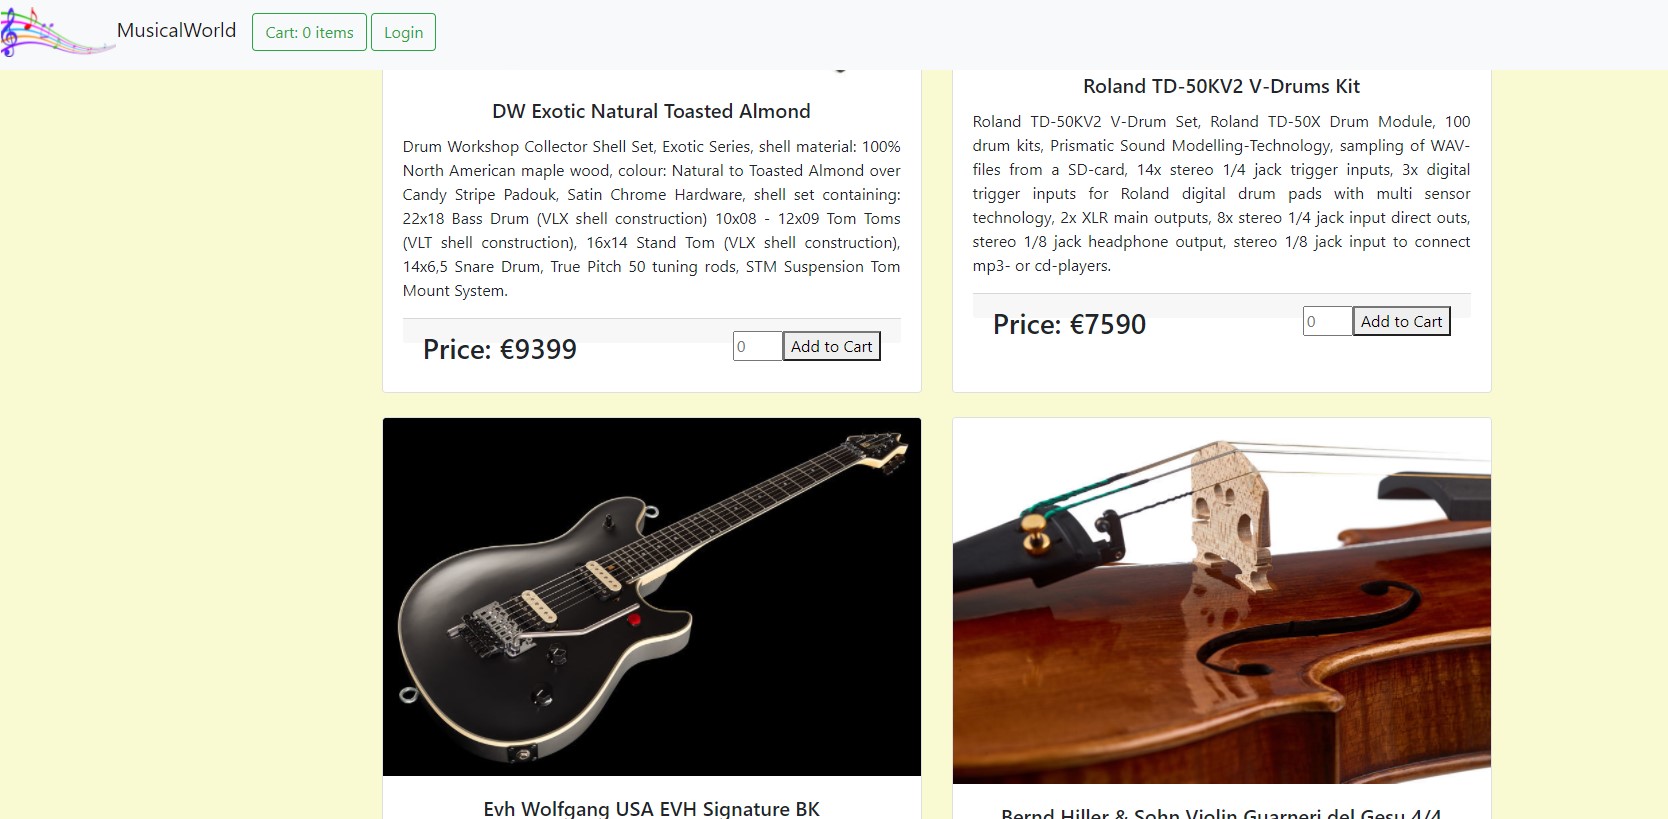 MusicalWorld
Cart: 0 items
Login
DW Exotic Natural Toasted Almond
Drum Workshop Collector Shell Set, Exotic Series, shell material: 100%
North American maple wood, colour: Natural to Toasted Almond over
Candy Stripe Padouk, Satin Chrome Hardware, shell set containing:
22x18 Bass Drum (VLX shell construction) 10x08 - 12x09 Tom Toms
(VLT shell construction), 16x14 Stand Tom (VLX shell construction),
14x6,5 Snare Drum, True Pitch 50 tuning rods, STM Suspension Tom
Mount System.
Price: €9399
0
Add to Cart
Roland TD-50KV2 V-Drums Kit
Roland TD-50KV2 V-Drum Set, Roland TD-50X Drum Module, 100
drum kits, Prismatic Sound Modelling-Technology, sampling of WAV-
files from a SD-card, 14x stereo 1/4 jack trigger inputs, 3x digital
trigger inputs for Roland digital drum pads with multi sensor
technology, 2x XLR main outputs, 8x stereo 1/4 jack input direct outs,
stereo 1/8 jack headphone output, stereo 1/8 jack input to connect
mp3- or cd-players.
Price: €7590
0
Add to Cart
Evh Wolfgang USA EVH Signature BK
Bernd Hiller & Sohn Violin Guarneri del Gesu 4/4